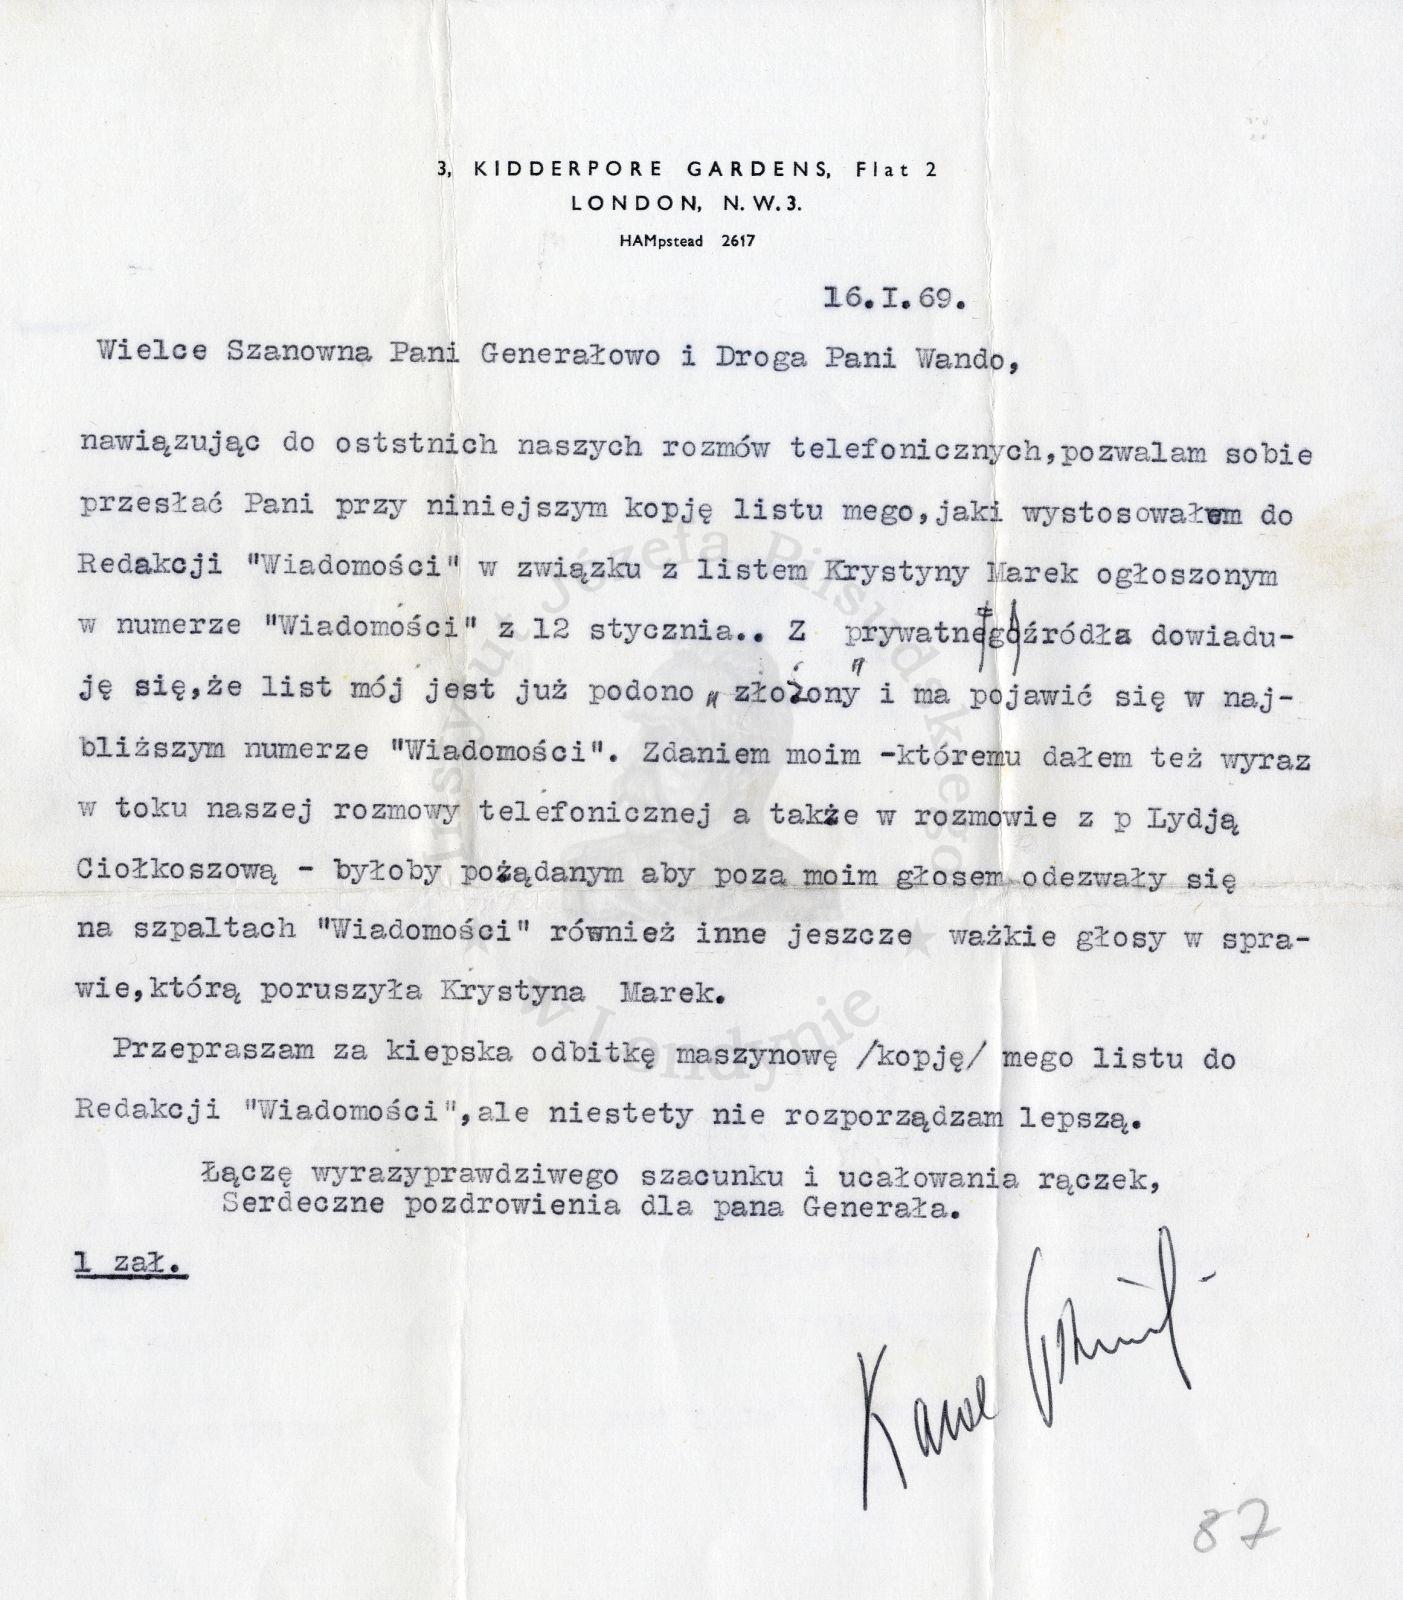 3, KIDDERPORE GARDENS, Flat 2
LONDON, N.W.3.
HAMpstead 2617
16.I.69.
Wielce Szanowna Pani Generałowo i Droga Pani Wando,
nawiązując do oststnich naszych rozmów telefonicznych,pozwalam sobie
przesłać Pani przy niniejszym kopję listu mego,jaki wystosowałem do
Redakcji "Wiadomości" w związku z listem Krystyny Marek ogłoszonym
w numerze "Wiadomości" z 12 stycznia.. Z prywatnego źródła dowiadu-
ję się,że list mój jest już podono „złożony" i ma pojawić się w naj-
bliższym numerze "Wiadomości". Zdaniem moim -któremu dałem też wyraz
w toku naszej rozmowy telefonicznej a także w rozmowie z p Lydją
Ciołkoszową - byłoby pożądanym aby poza moim głosem odezwały się
na szpaltach "Wiadomości" również inne jeszcze ważkie głosy w spra-
wie,którą poruszyła Krystyna Marek.
Przepraszam za kiepska odbitkę maszynowę /kopję/ mego listu do
Redakcji "Wiadomości",ale niestety nie rozporządzam lepszą.
Łączę wyrazyprawdziwego szacunku i ucałowania rączek,
Serdeczne pozdrowienia dla pana Generała.
1 zał.
Karol
87
Instytut Józefa Piłsudskiego
w Londynie